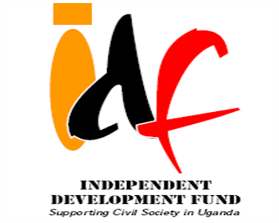 idf
INDEPENDENT
DEVELOPMENT FUND
Supporting Civil Society in Uganda